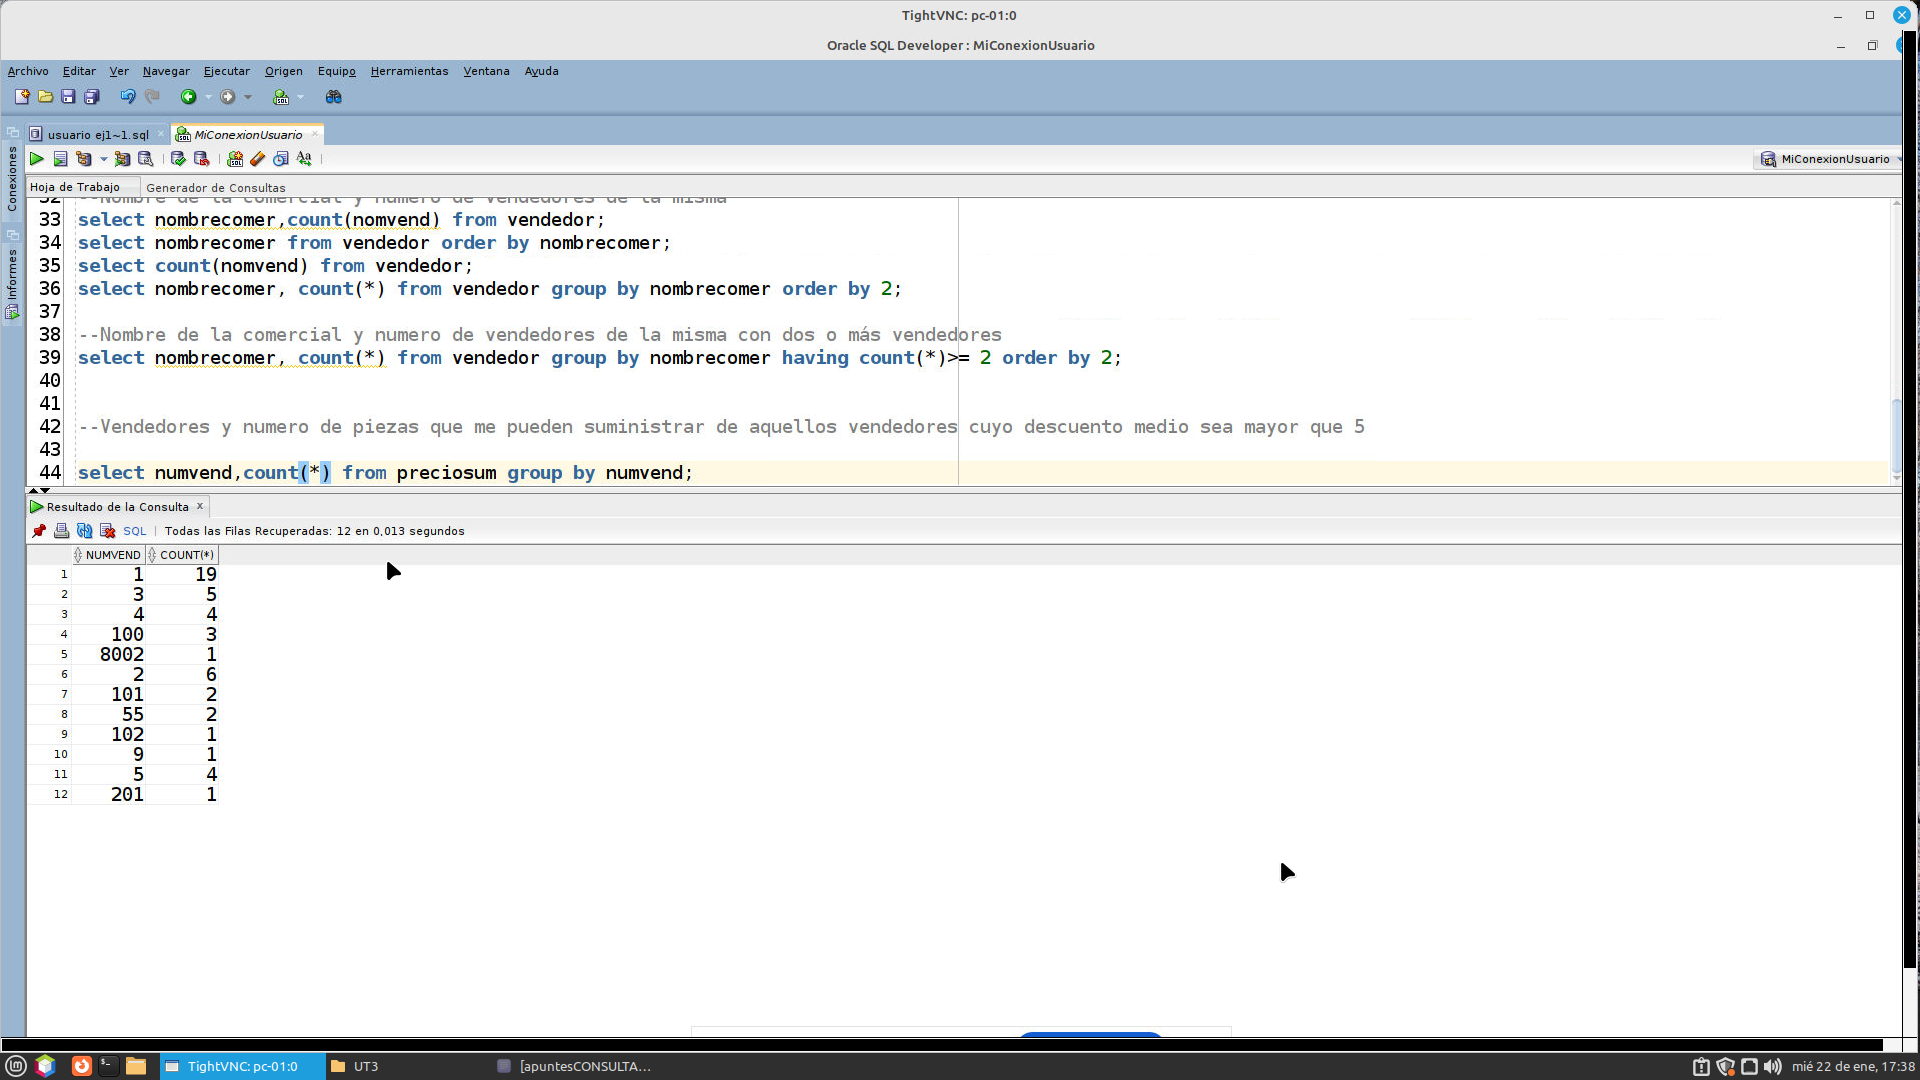 TightVNC: pc-01:0
Oracle SQL Developer : MiConexionUsuario
Archivo Editar Ver Navegar Ejecutar Origen Equipo Herramientas Ventana Ayuda
usuario ej1~1.sql MiConexionUsuario
MiConexionUsuario
Conexiones
Informes
Hoja de Trabajo Generador de Consultas
32 --Nombre de la comercial y numero de vendedores de la misma
33 select nombrecomer,count(nomvend) from vendedor;
34 select nombrecomer from vendedor order by nombrecomer;
35 select count(nomvend) from vendedor;
36 select nombrecomer, count(*) from vendedor group by nombrecomer order by 2;
37
38 --Nombre de la comercial y numero de vendedores de la misma con dos o más vendedores
39 select nombrecomer, count(*) from vendedor group by nombrecomer having count(*)>= 2 order by 2;
40
41
42 --Vendedores y numero de piezas que me pueden suministrar de aquellos vendedores cuyo descuento medio sea mayor que 5
43
44 select numvend,count(*) from preciosum group by numvend;
Resultado de la Consulta x
SQL | Todas las Filas Recuperadas: 12 en 0,013 segundos
NUMVEND COUNT(*)
1 1 19
2 3 5
3 4 4
4 100 3
5 8002 1
6 2 6
7 101 2
8 55 2
9 102 1
10 9 1
11 5 4
12 201 1
TightVNC: pc-01:0 UT3 [apuntesCONSULTA... mié 22 de ene, 17:38